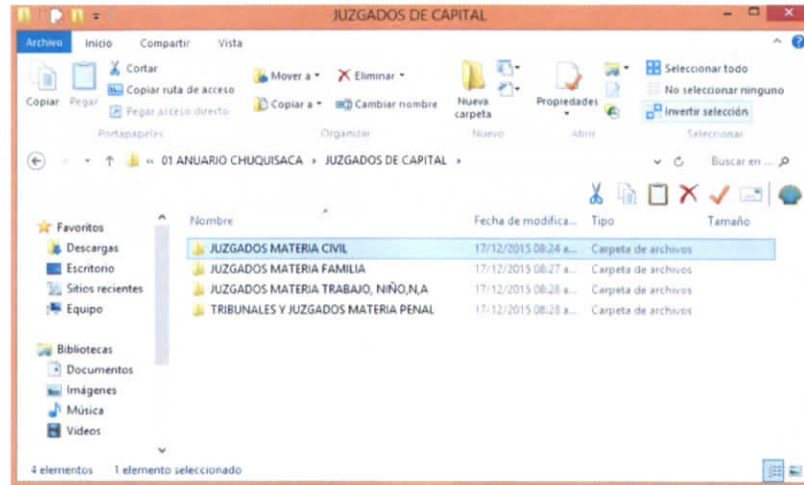 JUZGADOS DE CAPITAL
Archivo Inicio Compartir Vista
Copiar
Pegar
Cortar
Copiar ruta de acceso
Pegar acceso directo
Portapapeles
Mover a
Copiar a
Eliminar
Cambiar nombre
Organizar
Nueva carpeta
Nuevo
Propiedades
Abrir
Seleccionar todo
No seleccionar ninguno
Invertir selección
Seleccionar
« 01 ANUARIO CHUQUISACA JUZGADOS DE CAPITAL
Buscar en ...
Favoritos
Descargas
Escritorio
Sitios recientes
Equipo
Bibliotecas
Documentos
Imágenes
Música
Videos
Nombre Fecha de modifica... Tipo Tamaño
JUZGADOS MATERIA CIVIL 17/12/2015 08:24 a... Carpeta de archivos
JUZGADOS MATERIA FAMILIA 17/12/2015 08:27 a... Carpeta de archivos
JUZGADOS MATERIA TRABAJO, NIÑO,N,A 17/12/2015 08:28 a... Carpeta de archivos
TRIBUNALES Y JUZGADOS MATERIA PENAL 17/12/2015 08:28 a... Carpeta de archivos
4 elementos 1 elemento seleccionado